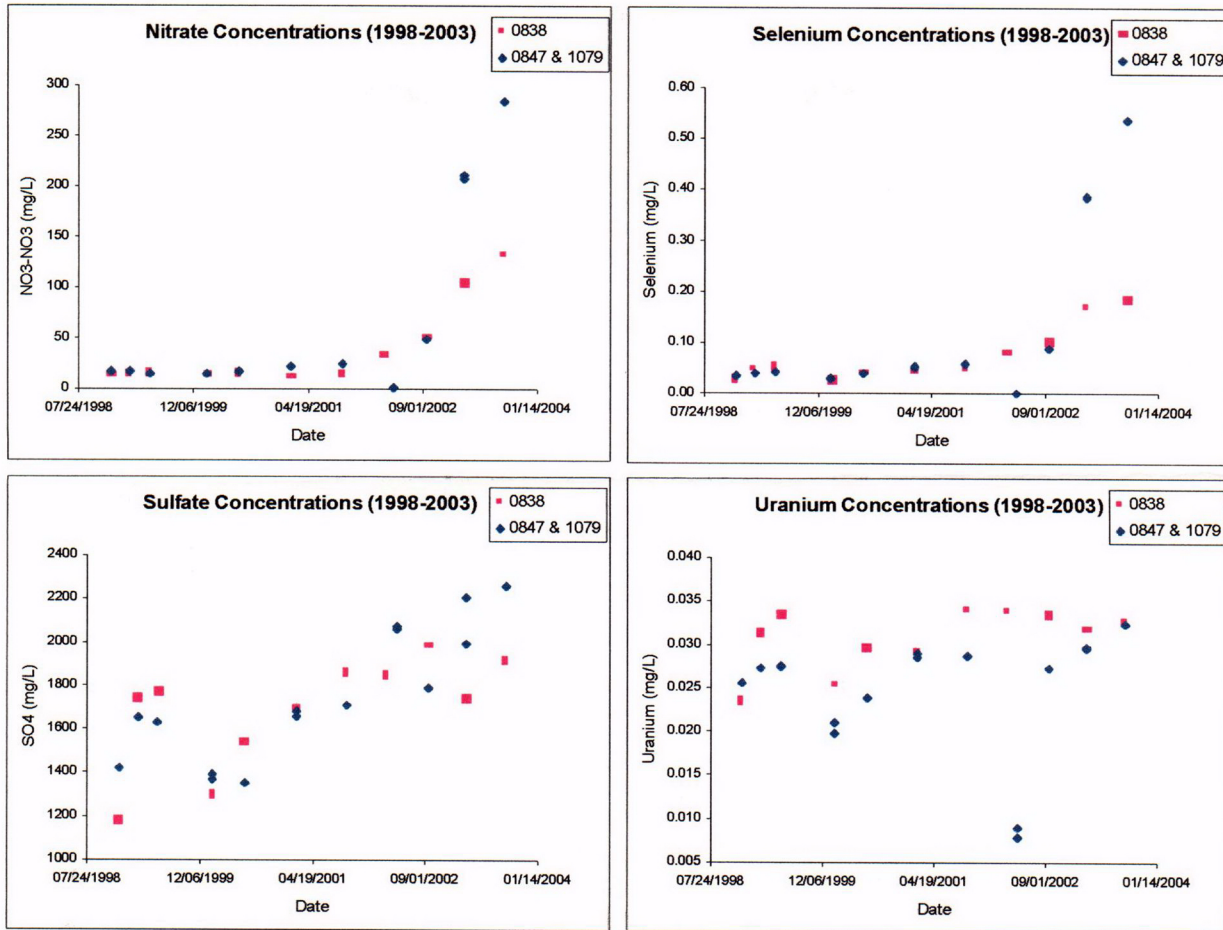 Nitrate Concentrations (1998-2003)
0838
0847 & 1079
300
250
200
150
100
50
0
NO3-NO3 (mg/L)
07/24/1998 12/06/1999 04/19/2001 09/01/2002 01/14/2004
Date
Selenium Concentrations (1998-2003)
0838
0847 & 1079
0.60
0.50
0.40
0.30
0.20
0.10
0.00
Selenium (mg/L)
07/24/1998 12/06/1999 04/19/2001 09/01/2002 01/14/2004
Date
Sulfate Concentrations (1998-2003)
0838
0847 & 1079
2400
2200
2000
1800
1600
1400
1200
1000
SO4 (mg/L)
07/24/1998 12/06/1999 04/19/2001 09/01/2002 01/14/2004
Date
Uranium Concentrations (1998-2003)
0838
0847 & 1079
0.040
0.035
0.030
0.025
0.020
0.015
0.010
0.005
Uranium (mg/L)
07/24/1998 12/06/1999 04/19/2001 09/01/2002 01/14/2004
Date